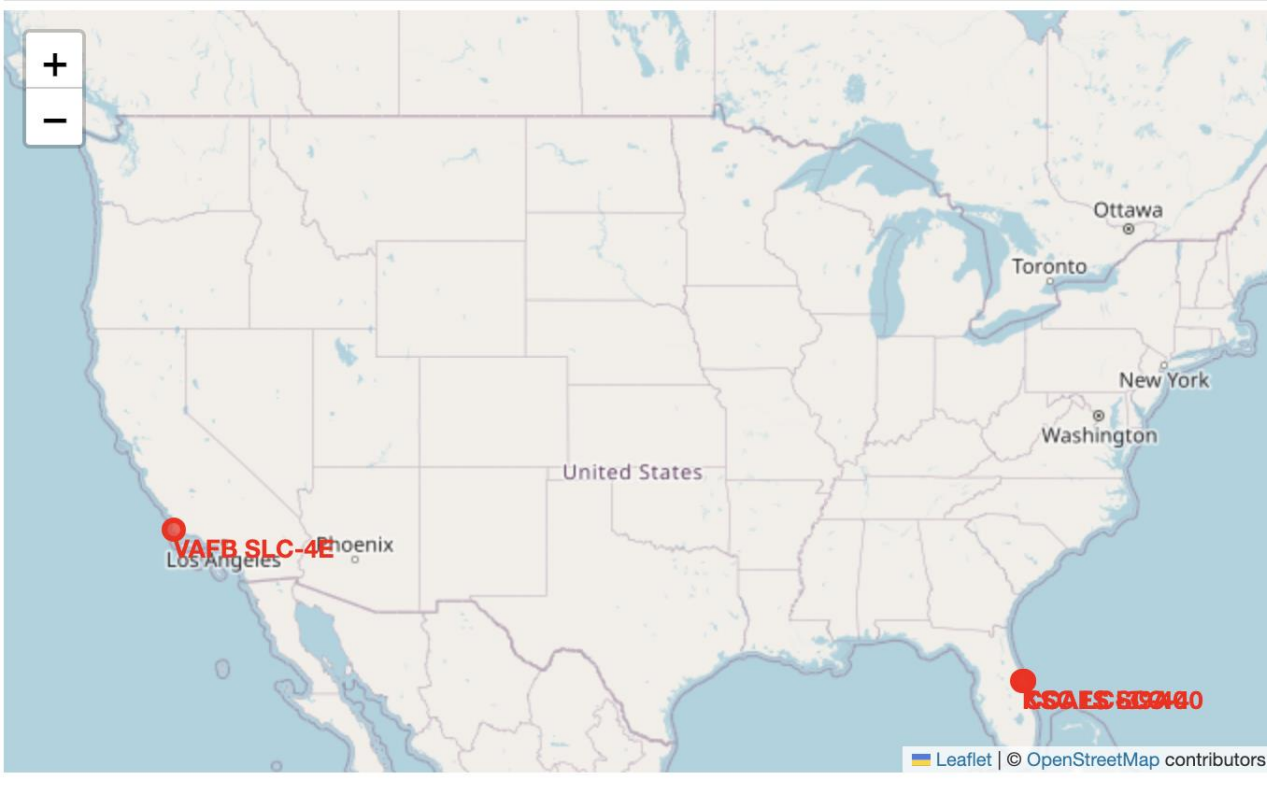 +
−
Ottawa
Toronto
New York
Washington
United States
VAFB SLC-4E
Phoenix
Los Angeles
Leaflet | © OpenStreetMap contributors